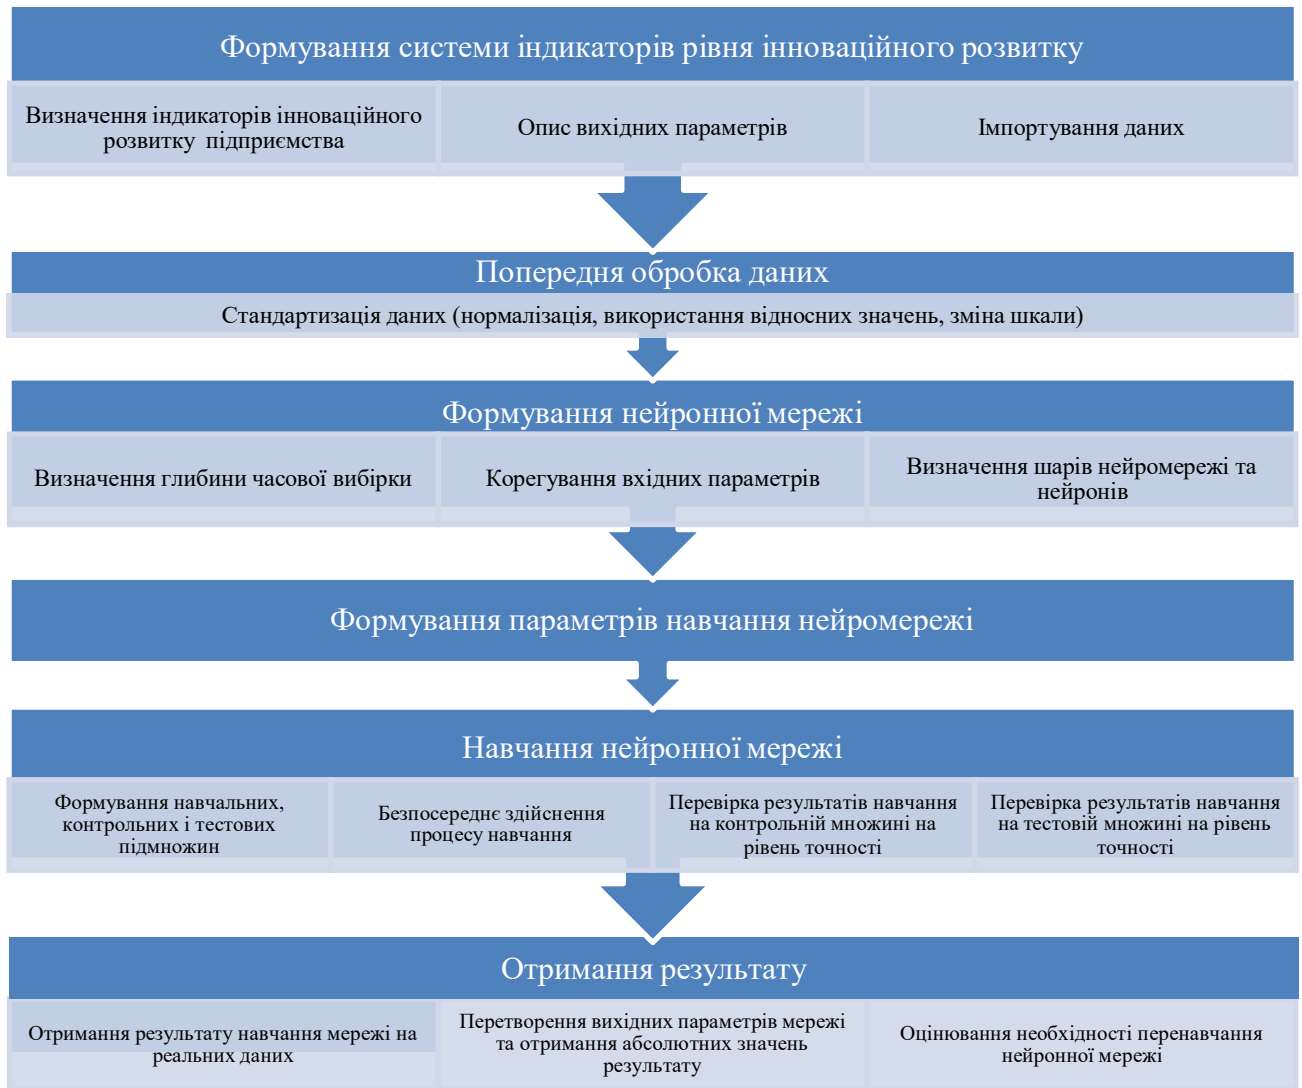 Формування системи індикаторів рівня інноваційного розвитку
Визначення індикаторів інноваційного
розвитку підприємства
Опис вихідних параметрів
Імпортування даних
Попередня обробка даних
Стандартизація даних (нормалізація, використання відносних значень, зміна шкали)
Формування нейронної мережі
Визначення глибини часової вибірки
Корегування вхідних параметрів
Визначення шарів нейромережі та
нейронів
Формування параметрів навчання нейромережі
Навчання нейронної мережі
Формування навчальних,
контрольних і тестових
підмножин
Безпосереднє здійснення
процесу навчання
Перевірка результатів навчання
на контрольній множині на
рівень точності
Перевірка результатів навчання
на тестовій множині на рівень
точності
Отримання результату
Отримання результату навчання мережі на
реальних даних
Перетворення вихідних параметрів мережі
та отримання абсолютних значень
результату
Оцінювання необхідності перенавчання
нейронної мережі